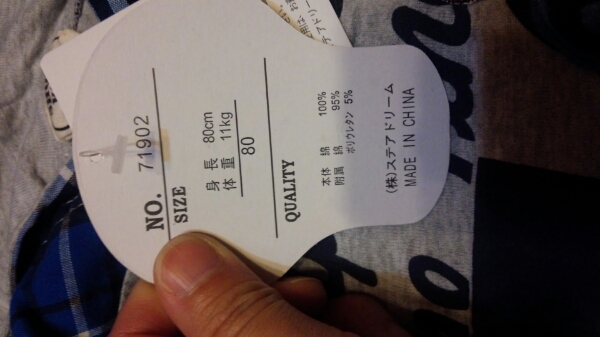 NO. 71902
SIZE
身長 80cm
体重 11kg
80
QUALITY
本体 綿 100%
附属 綿 95%
ポリウレタン 5%
(株)ステアドリーム
MADE IN CHINA